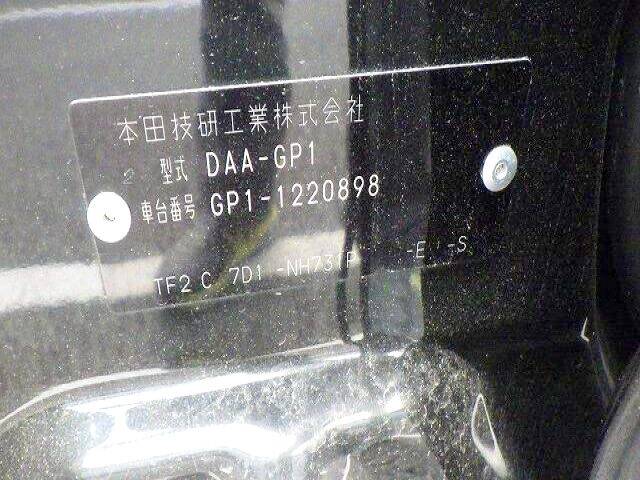 本田技研工業株式会社
2 型式 DAA-GP1
車台番号 GP1-1220898
TF2 C 7D1 -NH731P -E -S